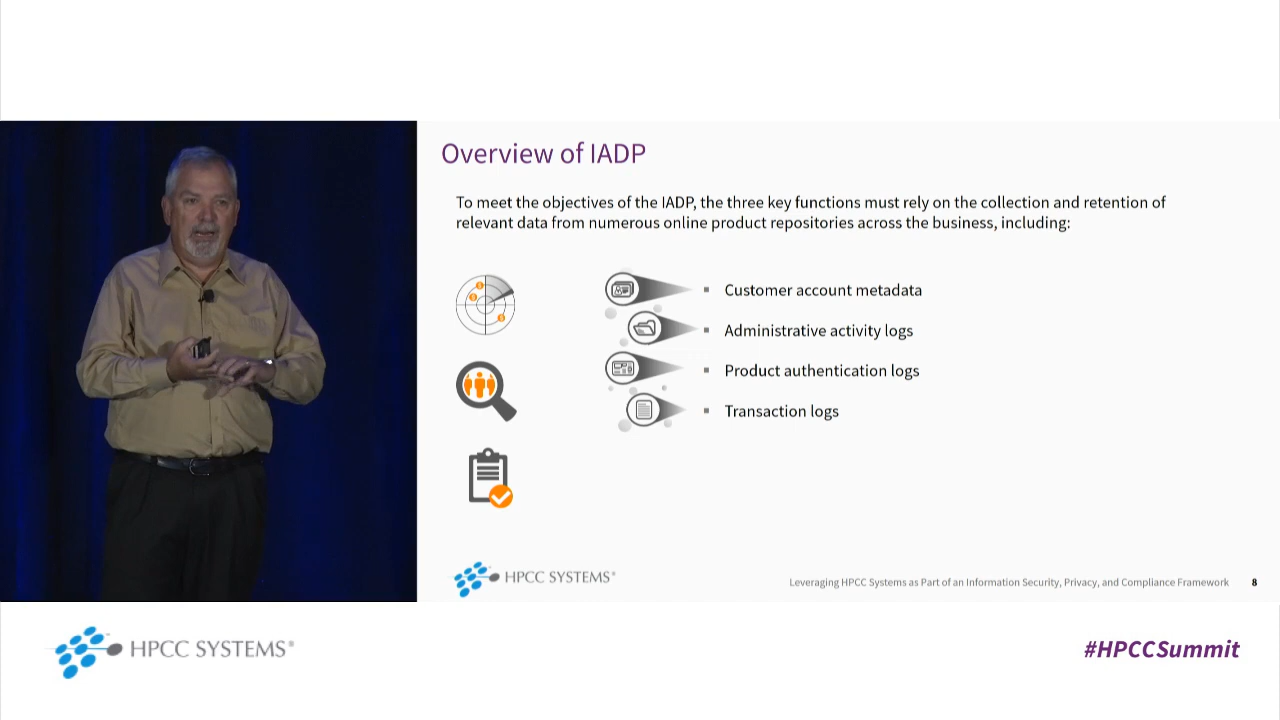 Overview of IADP
To meet the objectives of the IADP, the three key functions must rely on the collection and retention of
relevant data from numerous online product repositories across the business, including:
▪ Customer account metadata
▪ Administrative activity logs
▪ Product authentication logs
▪ Transaction logs
HPCC SYSTEMS®
Leveraging HPCC Systems as Part of an Information Security, Privacy, and Compliance Framework 8
HPCC SYSTEMS®
#HPCCSummit